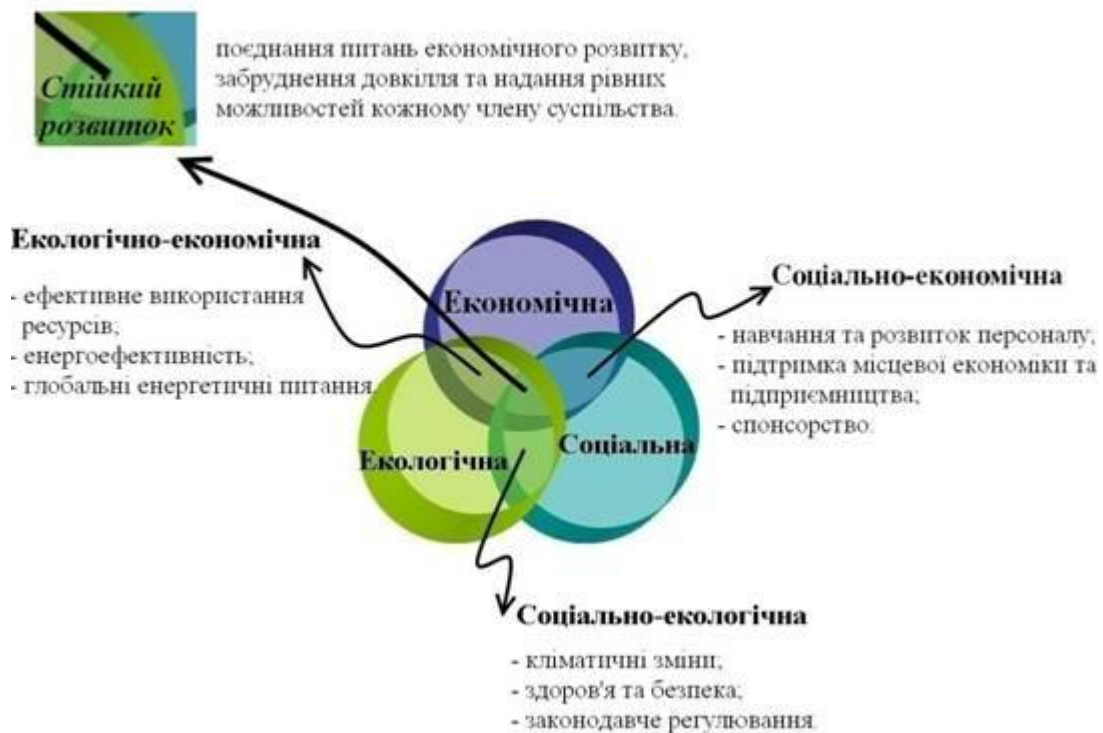 Стійкий
розвиток
поєднання питань економічного розвитку,
забруднення довкілля та надання рівних
можливостей кожному члену суспільства.
Екологічно-економічна
- ефективне використання
ресурсів;
- енергоефективність;
- глобальні енергетичні питання.
Економічна
Екологічна
Соціальна
Соціально-економічна
- навчання та розвиток персоналу;
- підтримка місцевої економіки та
підприємництва;
- спонсорство.
Соціально-екологічна
- кліматичні зміни;
- здоров'я та безпека;
- законодавче регулювання.